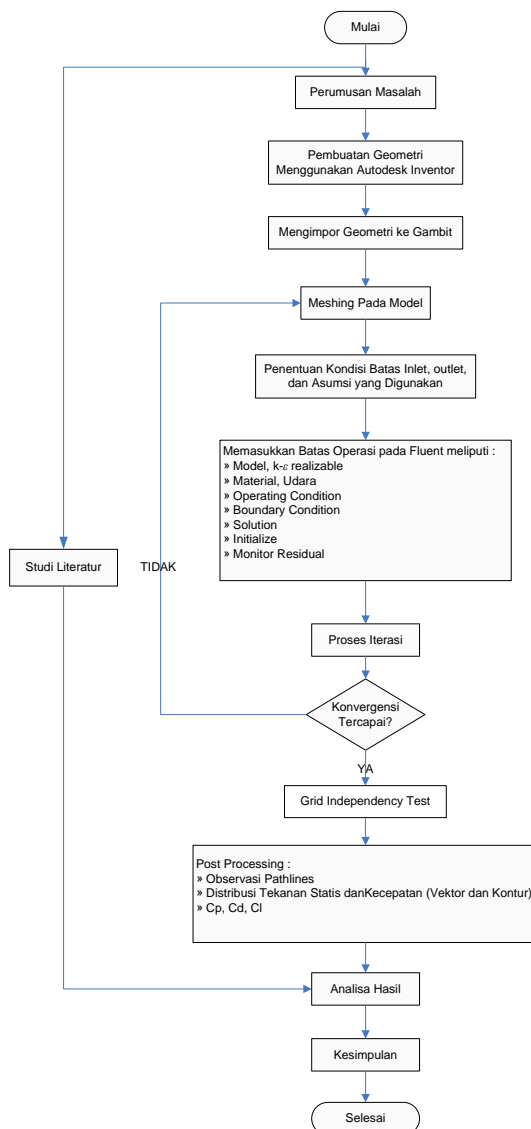 Mulai
Perumusan Masalah
Pembuatan Geometri
Menggunakan Autodesk Inventor
Mengimpor Geometri ke Gambit
Meshing Pada Model
Penentuan Kondisi Batas Inlet, outlet,
dan Asumsi yang Digunakan
Memasukkan Batas Operasi pada Fluent meliputi :
» Model, k-ε realizable
» Material, Udara
» Operating Condition
» Boundary Condition
» Solution
» Initialize
» Monitor Residual
Studi Literatur
TIDAK
Proses Iterasi
Konvergensi
Tercapai?
YA
Grid Independency Test
Post Processing :
» Observasi Pathlines
» Distribusi Tekanan Statis danKecepatan (Vektor dan Kontur)
» Cp, Cd, Cl
Analisa Hasil
Kesimpulan
Selesai